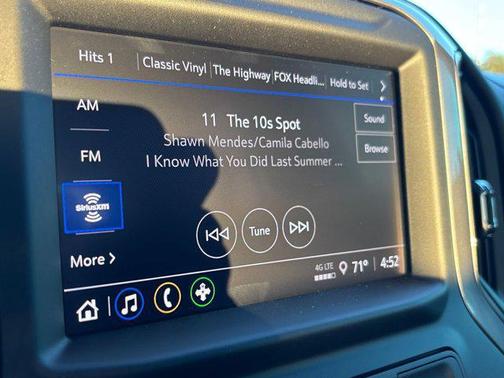 Hits 1 Classic Vinyl The Highway FOX Headli... Hold to Set
AM
11 The 10s Spot
Sound
Shawn Mendes/Camila Cabello
FM
I Know What You Did Last Summer ...
Browse
SiriusXM
Tune
More >
4G LTE 71° 4:52